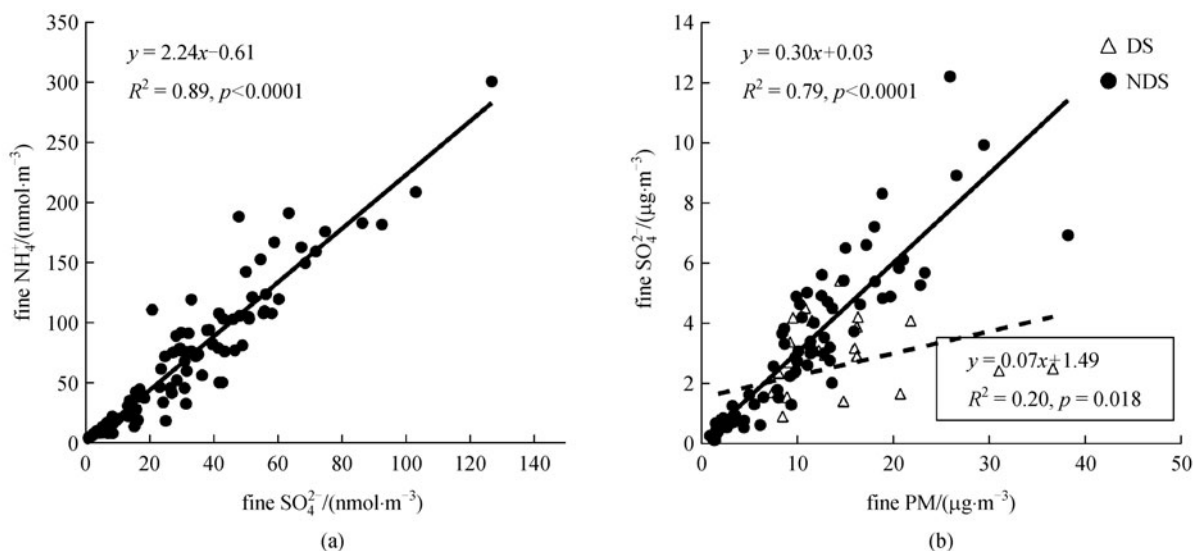 350
300
250
200
150
100
50
0
y = 2.24x−0.61
R² = 0.89, p<0.0001
fine NH₄⁺/(nmol·m⁻³)
0 20 40 60 80 100 120 140
fine SO₄²⁻/(nmol·m⁻³)
(a)
14
12
10
8
6
4
2
0
y = 0.30x+0.03
R² = 0.79, p<0.0001
△ DS
● NDS
fine SO₄²⁻/(μg·m⁻³)
y = 0.07x+1.49
R² = 0.20, p = 0.018
0 10 20 30 40 50
fine PM/(μg·m⁻³)
(b)